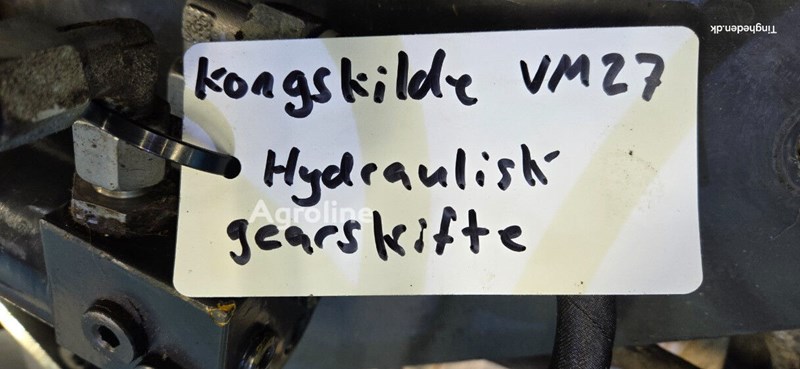 Tingheden.dk
Kongskilde VM27
Hydraulisk
Agroline
gearskifte